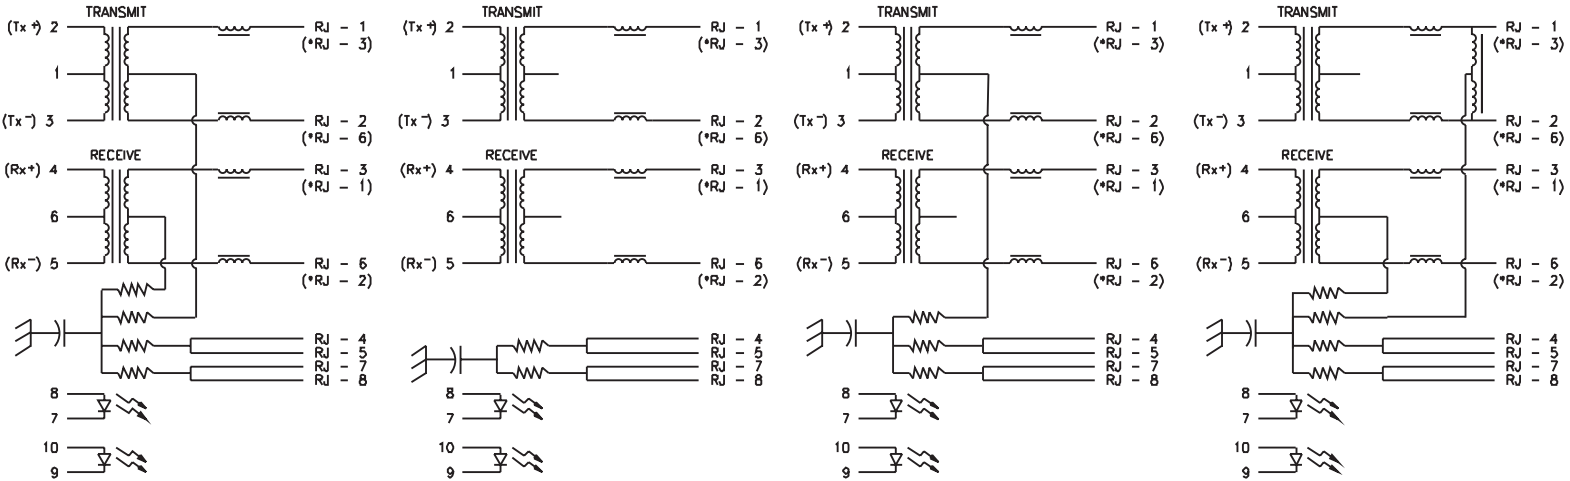 TRANSMIT TRANSMIT TRANSMIT TRANSMIT
(Tx+) 2 RJ - 1 (Tx+) 2 RJ - 1 (Tx+) 2 RJ - 1 (Tx+) 2 RJ - 1
(*RJ - 3) (*RJ - 3) (*RJ - 3) (*RJ - 3)
1 1 1 1
(Tx-) 3 RJ - 2 (Tx-) 3 RJ - 2 (Tx-) 3 RJ - 2 (Tx-) 3 RJ - 2
(*RJ - 6) (*RJ - 6) (*RJ - 6) (*RJ - 6)
RECEIVE RECEIVE RECEIVE RECEIVE
(Rx+) 4 RJ - 3 (Rx+) 4 RJ - 3 (Rx+) 4 RJ - 3 (Rx+) 4 RJ - 3
(*RJ - 1) (*RJ - 1) (*RJ - 1) (*RJ - 1)
6 6 6 6
(Rx-) 5 RJ - 6 (Rx-) 5 RJ - 6 (Rx-) 5 RJ - 6 (Rx-) 5 RJ - 6
(*RJ - 2) (*RJ - 2) (*RJ - 2) (*RJ - 2)
RJ - 4 RJ - 4 RJ - 4 RJ - 4
RJ - 5 RJ - 5 RJ - 5 RJ - 5
RJ - 7 RJ - 7 RJ - 7 RJ - 7
RJ - 8 RJ - 8 RJ - 8 RJ - 8
8 8 8 8
7 7 7 7
10 10 10 10
9 9 9 9